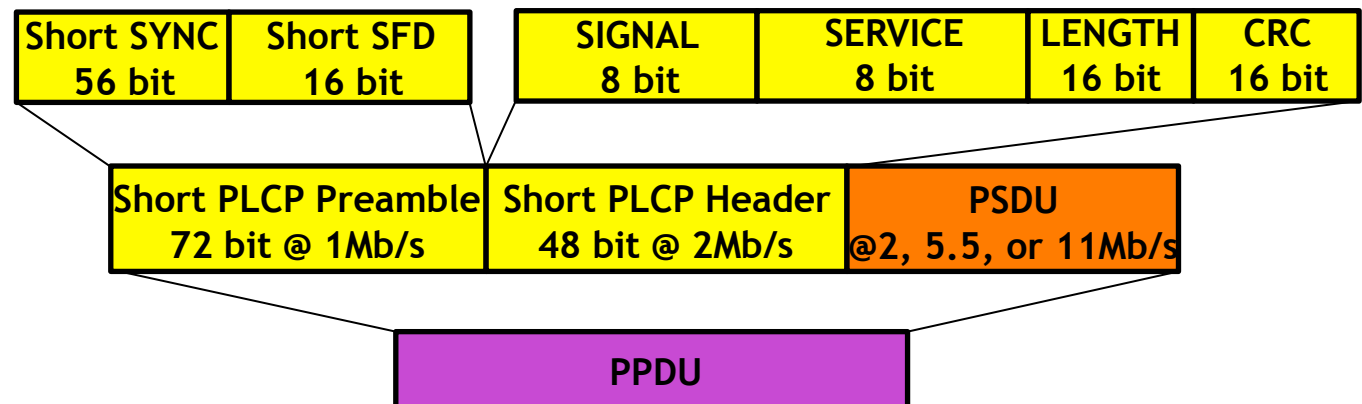 Short SYNC
56 bit
Short SFD
16 bit
SIGNAL
8 bit
SERVICE
8 bit
LENGTH
16 bit
CRC
16 bit
Short PLCP Preamble
72 bit @ 1Mb/s
Short PLCP Header
48 bit @ 2Mb/s
PSDU
@2, 5.5, or 11Mb/s
PPDU